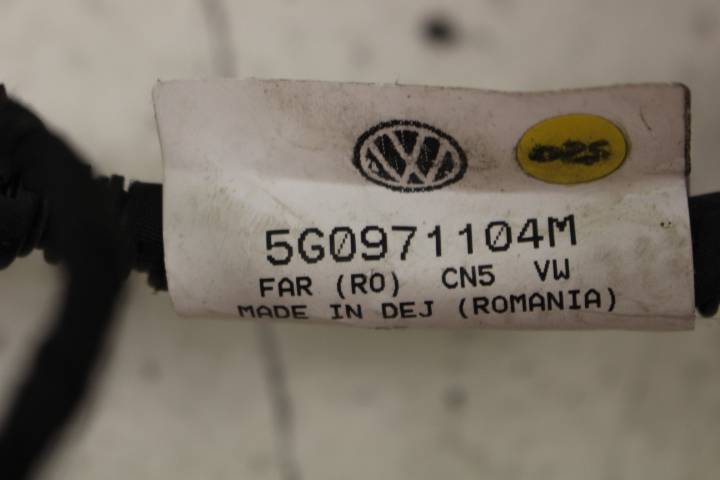 5G0971104M
FAR (RO) CN5 VW
MADE IN DEJ (ROMANIA)